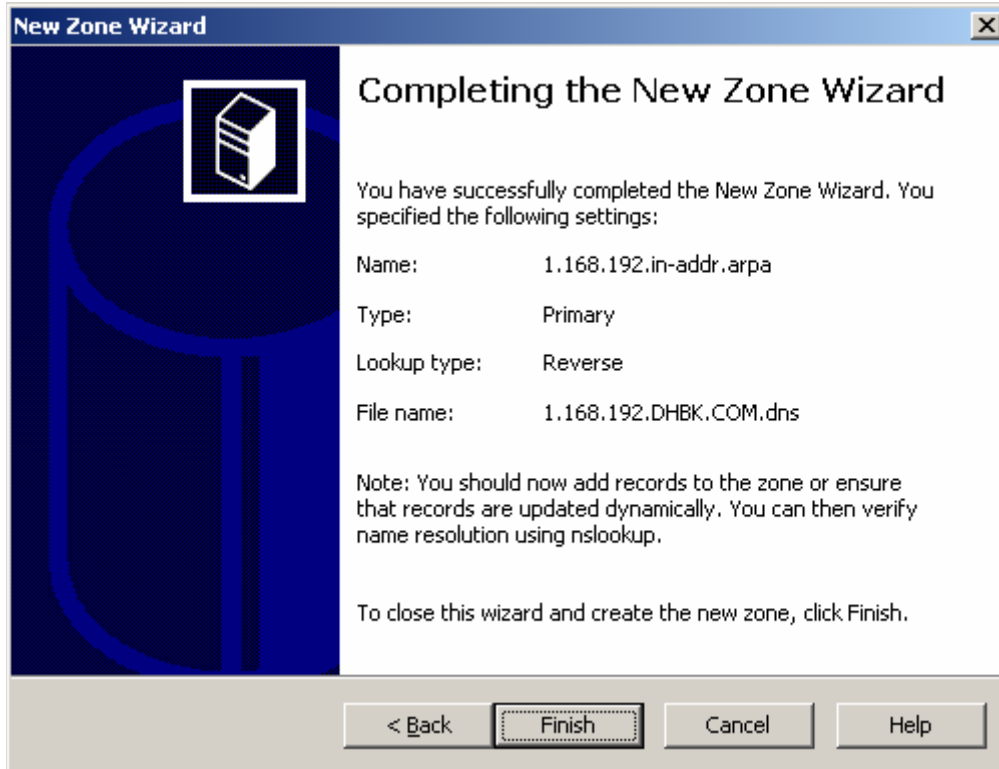 New Zone Wizard
Completing the New Zone Wizard
You have successfully completed the New Zone Wizard. You
specified the following settings:
Name: 1.168.192.in-addr.arpa
Type: Primary
Lookup type: Reverse
File name: 1.168.192.DHBK.COM.dns
Note: You should now add records to the zone or ensure
that records are updated dynamically. You can then verify
name resolution using nslookup.
To close this wizard and create the new zone, click Finish.
< Back Finish Cancel Help